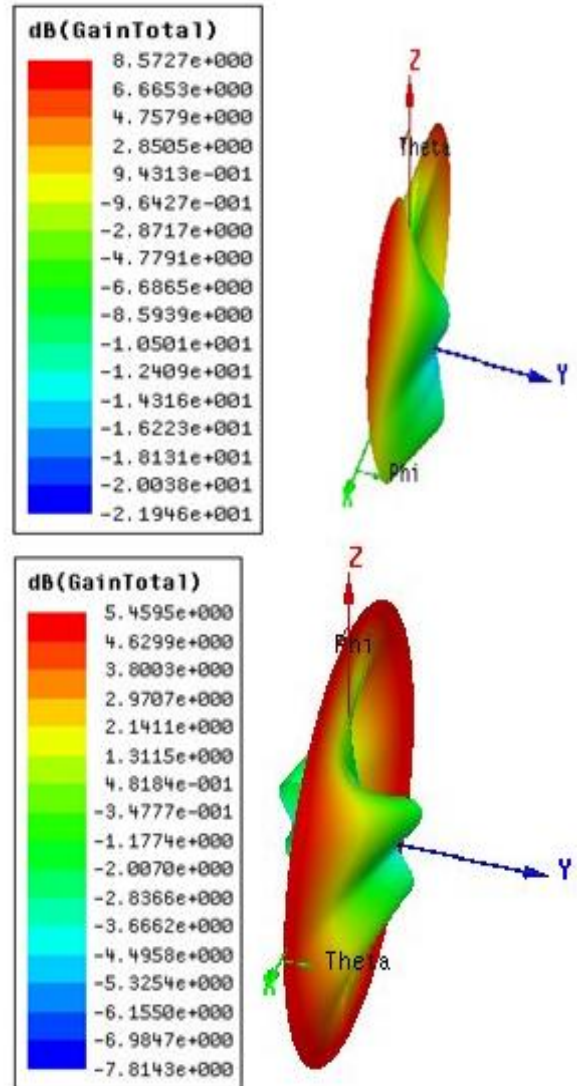 dB(GainTotal)
8.5727e+000
6.6653e+000
4.7579e+000
2.8505e+000
9.4313e-001
-9.6427e-001
-2.8717e+000
-4.7791e+000
-6.6865e+000
-8.5939e+000
-1.0501e+001
-1.2409e+001
-1.4316e+001
-1.6223e+001
-1.8131e+001
-2.0038e+001
-2.1946e+001
Z
Theta
Y
Phi
X
dB(GainTotal)
5.4595e+000
4.6299e+000
3.8003e+000
2.9707e+000
2.1411e+000
1.3115e+000
4.8184e-001
-3.4777e-001
-1.1774e+000
-2.0070e+000
-2.8366e+000
-3.6662e+000
-4.4958e+000
-5.3254e+000
-6.1550e+000
-6.9847e+000
-7.8143e+000
Z
Phi
Y
Theta
X